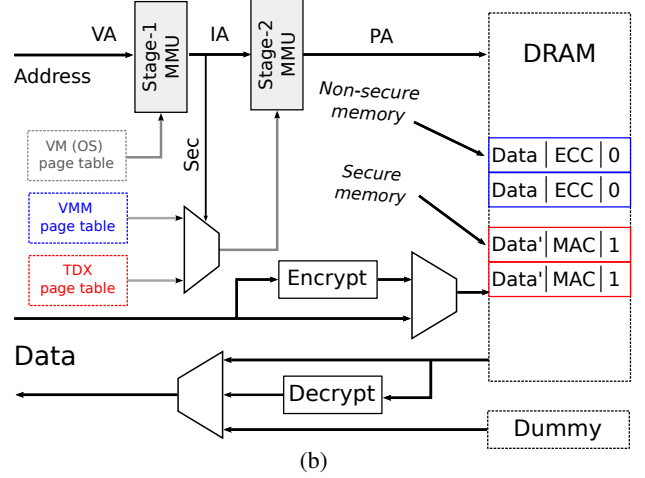 VA
IA
PA
Address
Stage-1
MMU
Stage-2
MMU
DRAM
Non-secure
memory
VM (OS)
page table
Sec
Data | ECC | 0
Data | ECC | 0
Secure
memory
VMM
page table
Data' | MAC | 1
TDX
page table
Encrypt
Data' | MAC | 1
Data
Decrypt
Dummy
(b)